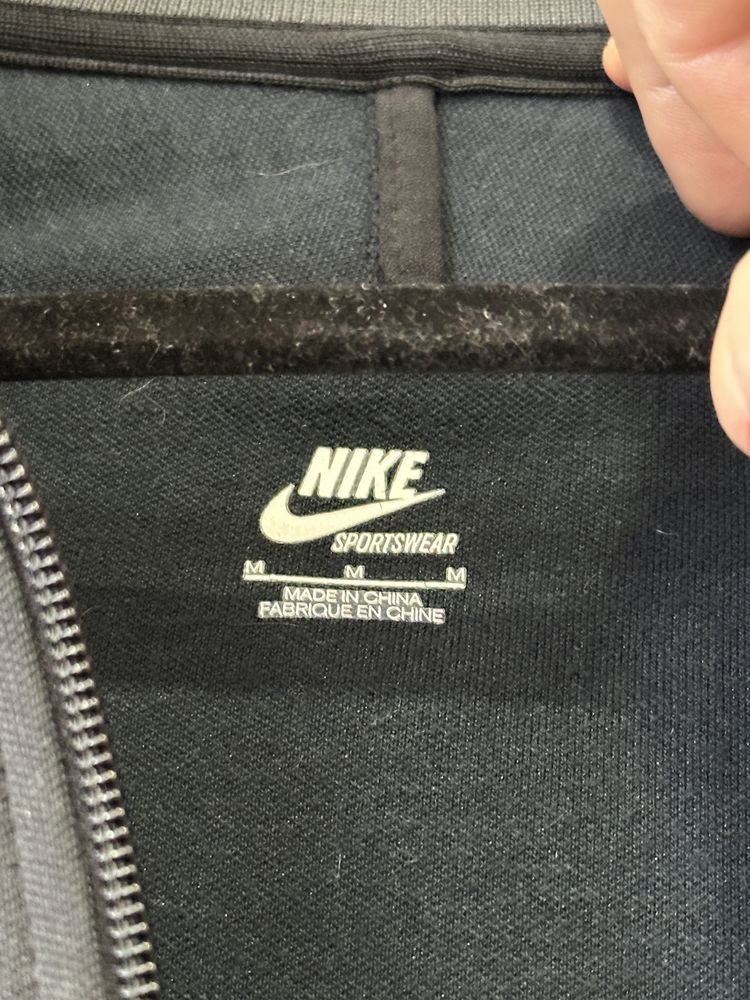 NIKE
SPORTSWEAR
M M M
MADE IN CHINA
FABRIQUE EN CHINE